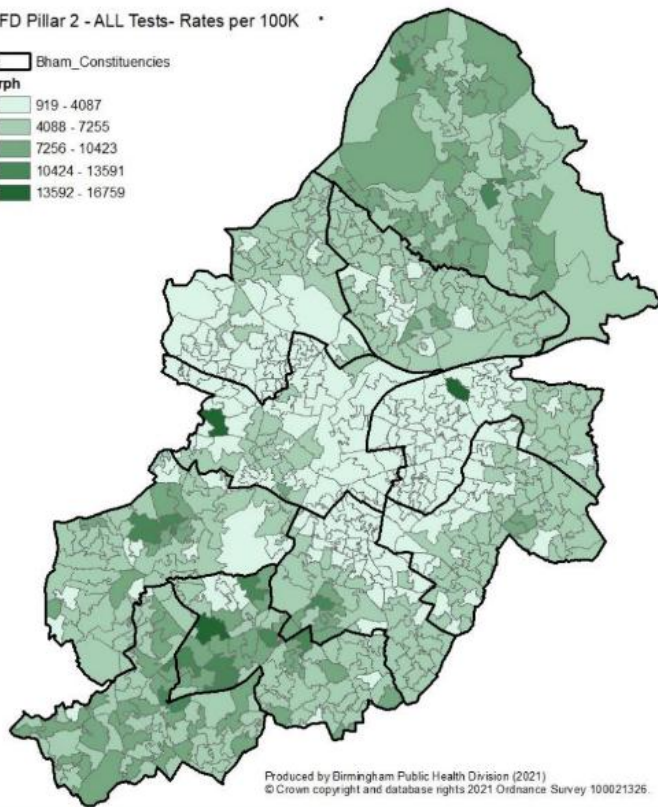 FD Pillar 2 - ALL Tests- Rates per 100K
Bham_Constituencies
rph
919 - 4087
4088 - 7255
7256 - 10423
10424 - 13591
13592 - 16759
Produced by Birmingham Public Health Division (2021)
© Crown copyright and database rights 2021 Ordnance Survey 100021326.